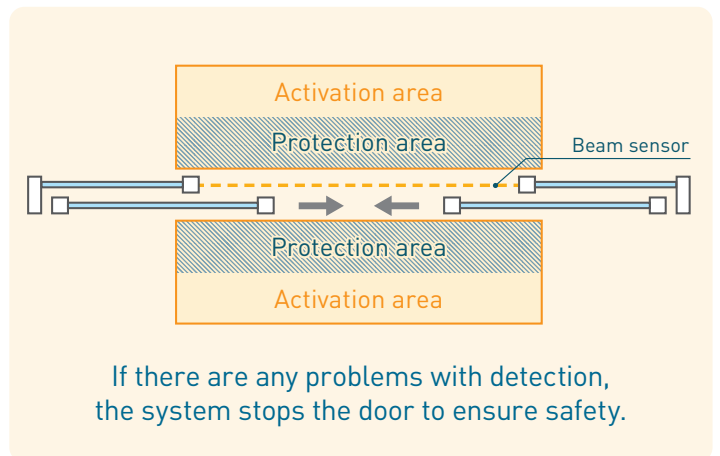 Activation area
Protection area
Beam sensor
Protection area
Activation area
If there are any problems with detection,
the system stops the door to ensure safety.